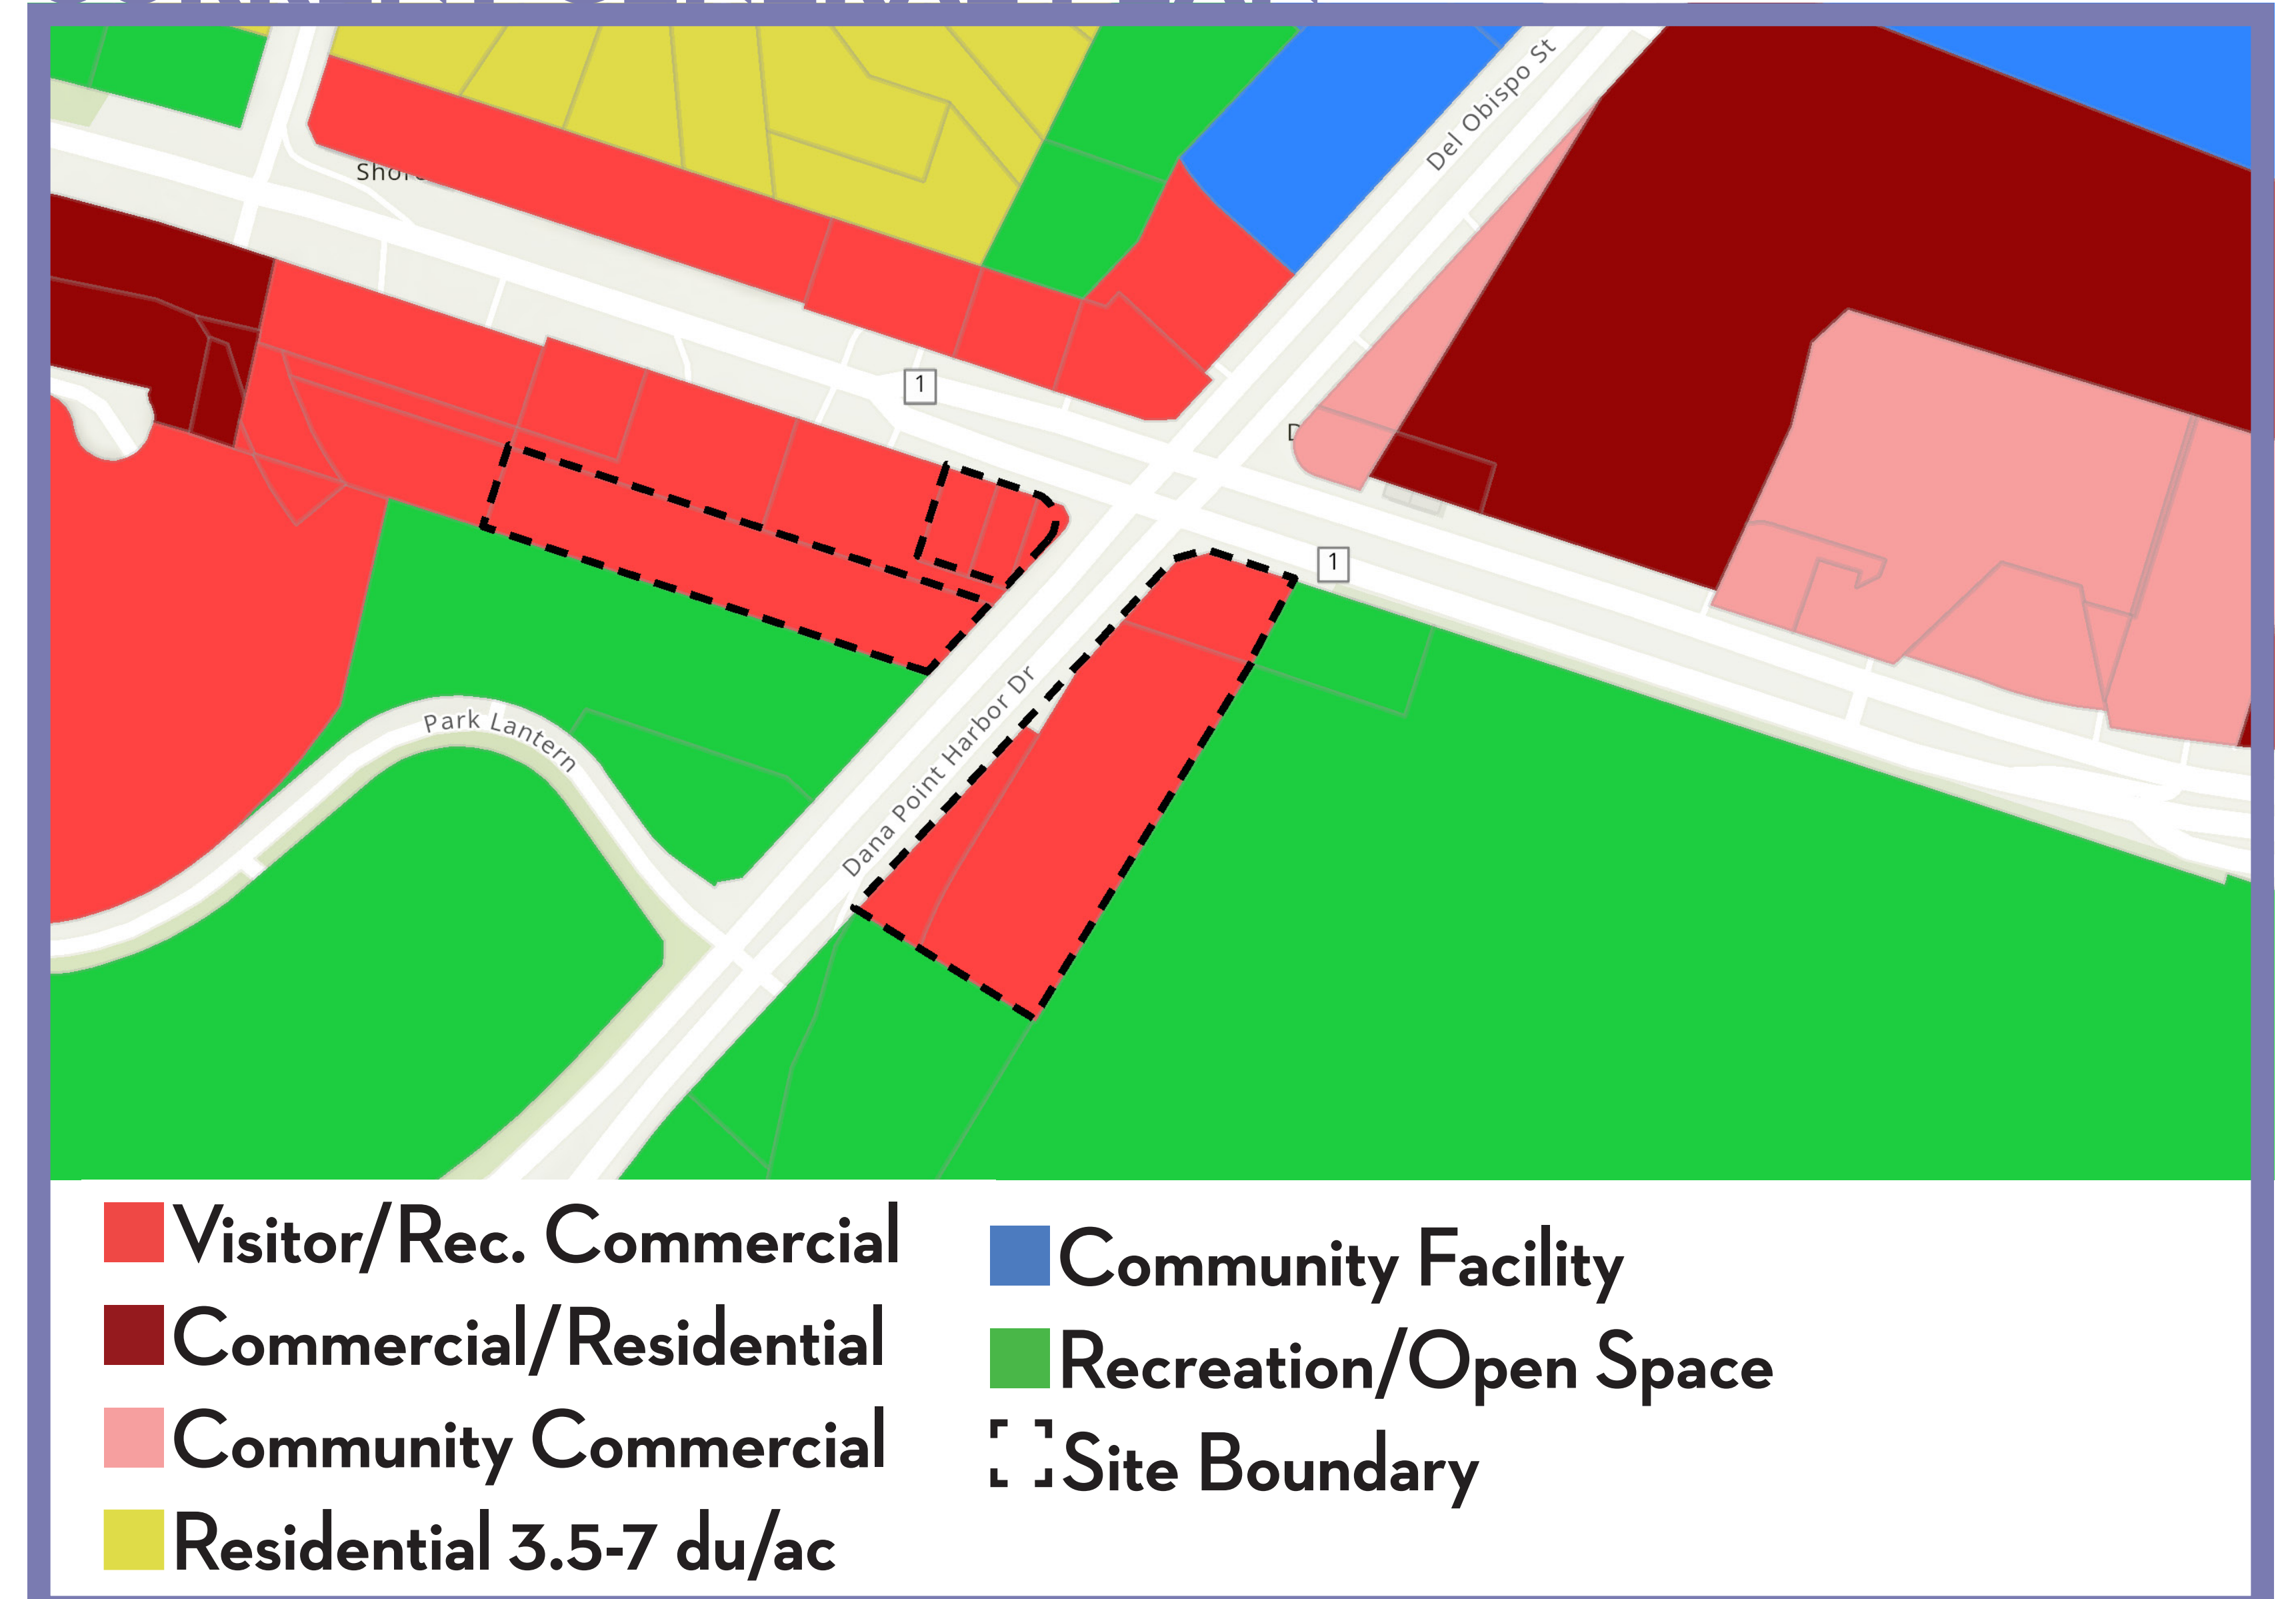 Del Obispo St
1
1
Park Lantern
Dana Point Harbor Dr
Visitor/Rec. Commercial
Commercial/Residential
Community Commercial
Residential 3.5-7 du/ac
Community Facility
Recreation/Open Space
Site Boundary